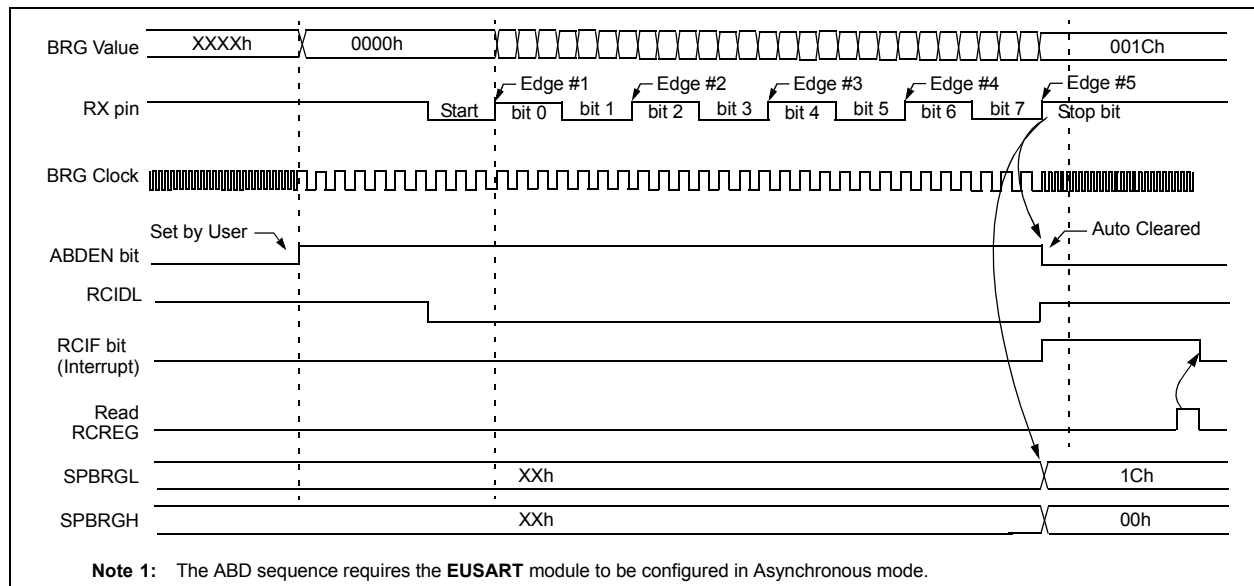 BRG Value XXXXh 0000h 001Ch
Edge #1 Edge #2 Edge #3 Edge #4 Edge #5
RX pin Start bit 0 bit 1 bit 2 bit 3 bit 4 bit 5 bit 6 bit 7 Stop bit
BRG Clock
Set by User Auto Cleared
ABDEN bit
RCIDL
RCIF bit
(Interrupt)
Read
RCREG
SPBRGL XXh 1Ch
SPBRGH XXh 00h
Note 1: The ABD sequence requires the EUSART module to be configured in Asynchronous mode.